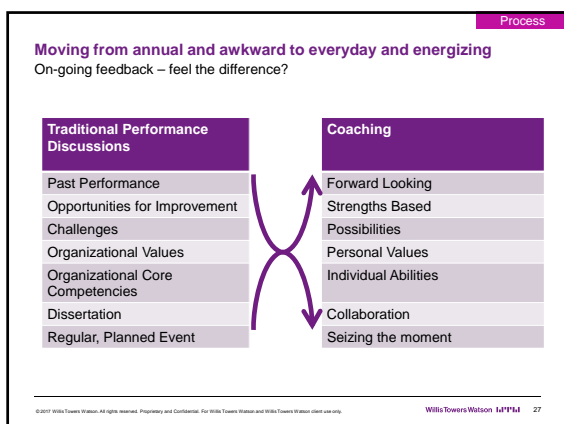 Process
Moving from annual and awkward to everyday and energizing
On-going feedback – feel the difference?
Traditional Performance
Discussions
Coaching
Past Performance
Forward Looking
Opportunities for Improvement
Strengths Based
Challenges
Possibilities
Organizational Values
Personal Values
Organizational Core
Competencies
Individual Abilities
Dissertation
Collaboration
Regular, Planned Event
Seizing the moment
© 2017 Willis Towers Watson. All rights reserved. Proprietary and Confidential. For Willis Towers Watson and Willis Towers Watson client use only.
WillisTowersWatson
27